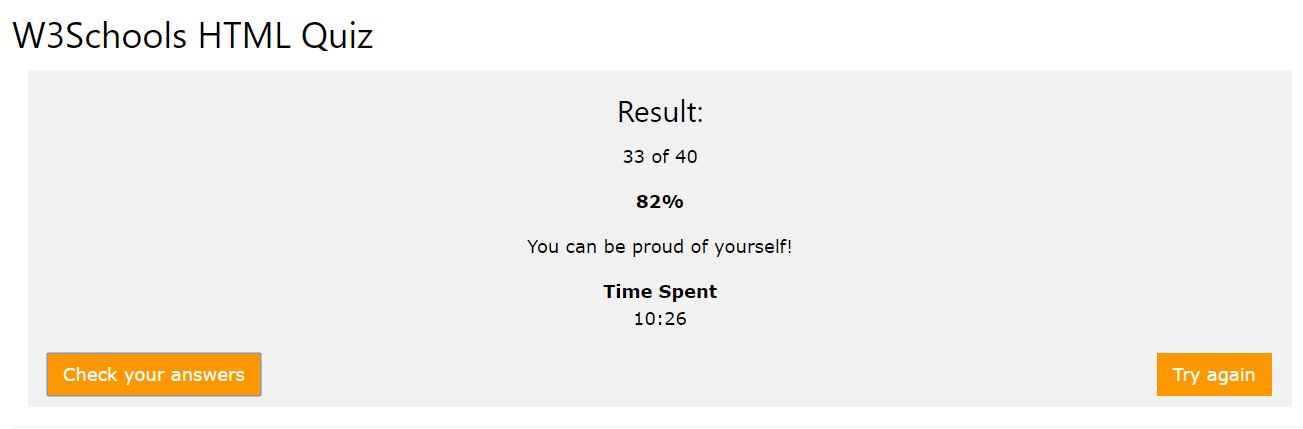 W3Schools HTML Quiz
Result:
33 of 40
82%
You can be proud of yourself!
Time Spent
10:26
Check your answers
Try again